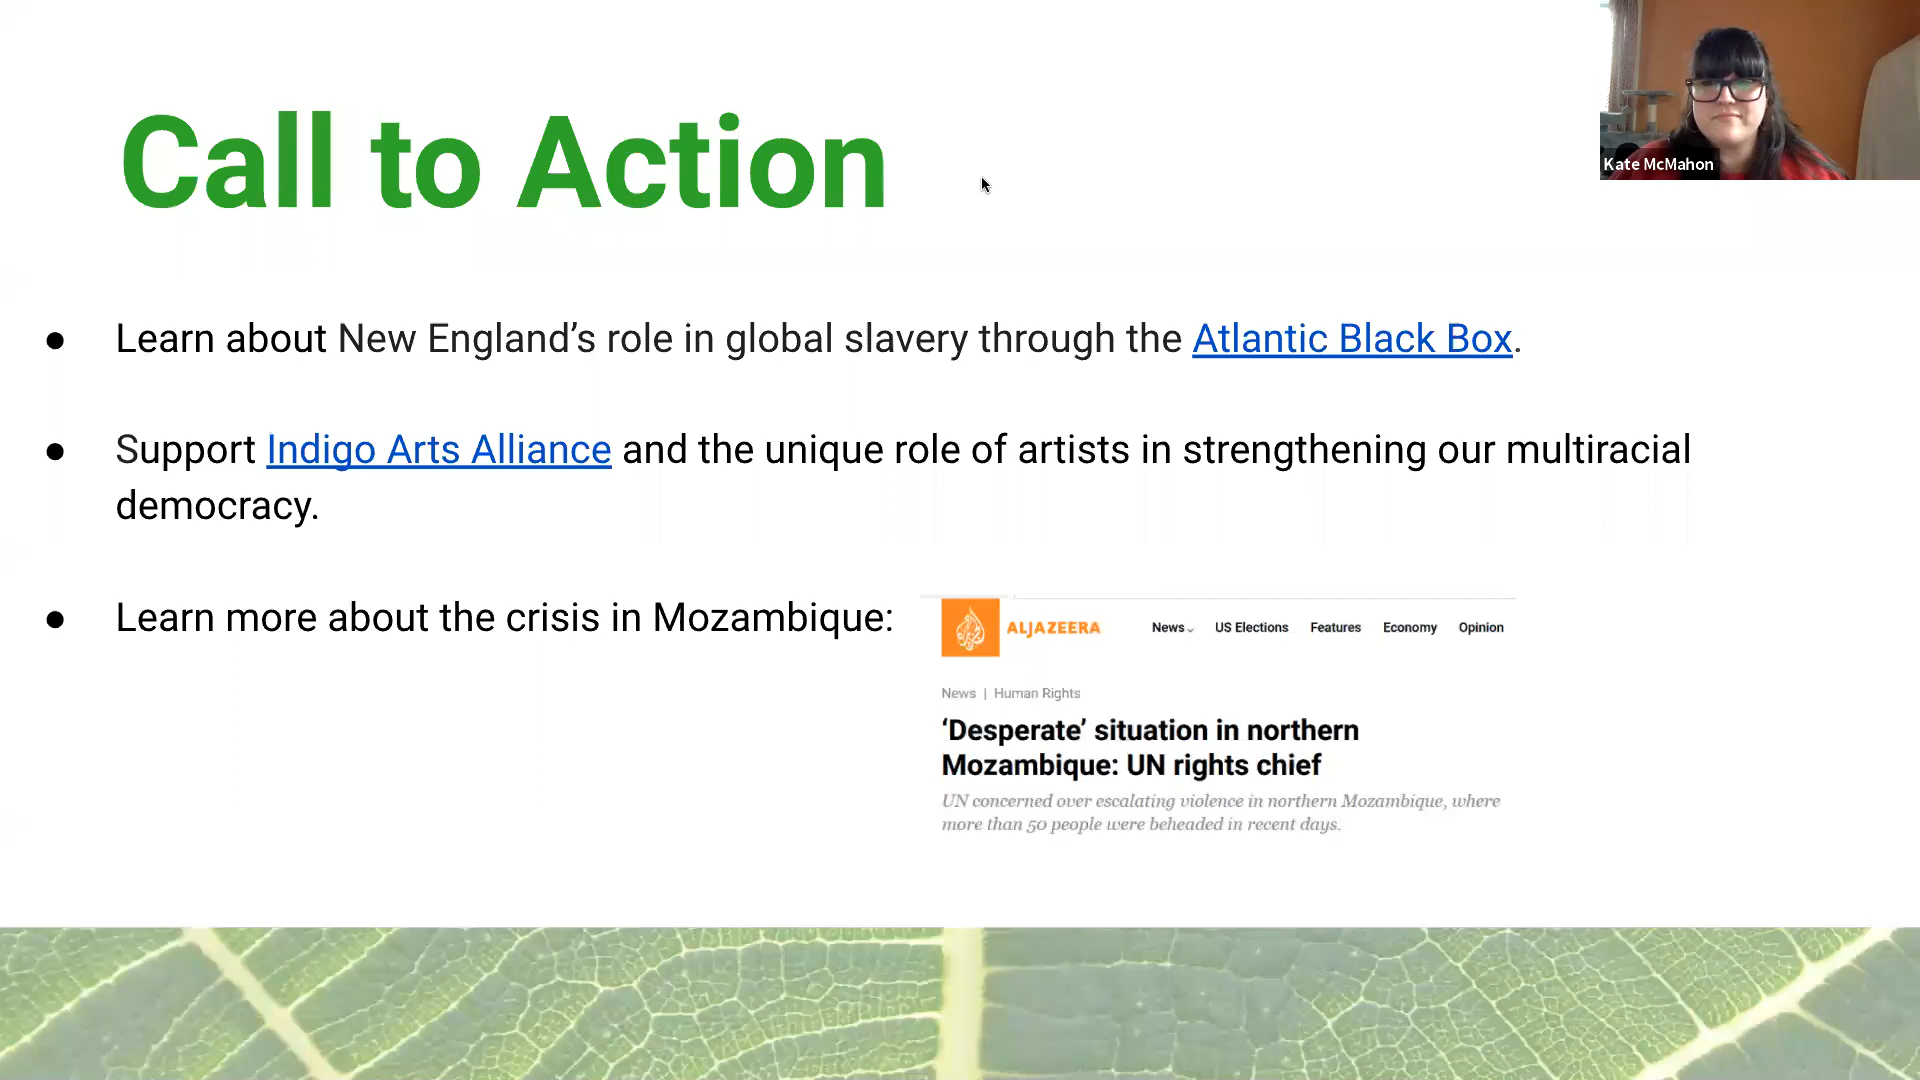 Call to Action
Kate McMahon
● Learn about New England’s role in global slavery through the Atlantic Black Box.
● Support Indigo Arts Alliance and the unique role of artists in strengthening our multiracial
democracy.
● Learn more about the crisis in Mozambique:
ALJAZEERA News US Elections Features Economy Opinion
News | Human Rights
‘Desperate’ situation in northern
Mozambique: UN rights chief
UN concerned over escalating violence in northern Mozambique, where
more than 50 people were beheaded in recent days.